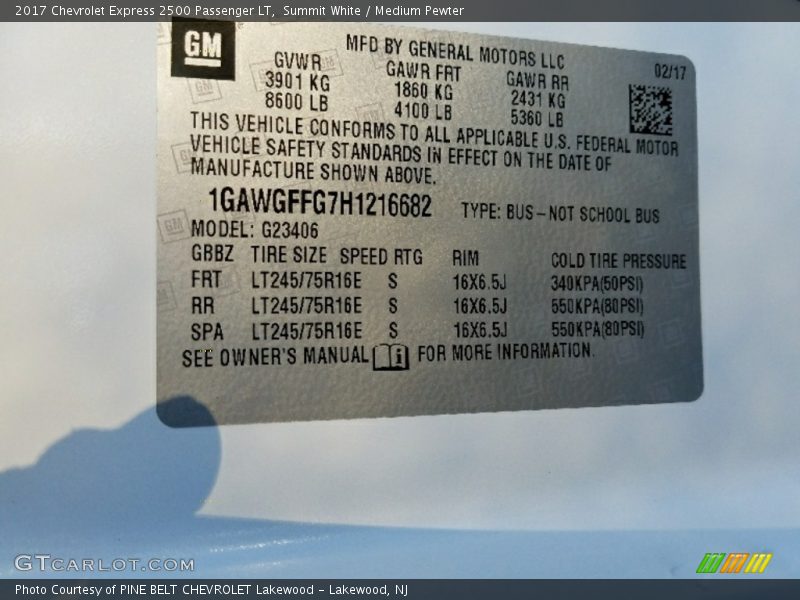 2017 Chevrolet Express 2500 Passenger LT,  Summit White / Medium Pewter
GM
MFD BY GENERAL MOTORS LLC
02/17
GVWR GAWR FRT GAWR RR
3901 KG 1860 KG 2431 KG
8600 LB 4100 LB 5360 LB
THIS VEHICLE CONFORMS TO ALL APPLICABLE U.S. FEDERAL MOTOR
VEHICLE SAFETY STANDARDS IN EFFECT ON THE DATE OF
MANUFACTURE SHOWN ABOVE.
1GAWGFFG7H1216682 TYPE: BUS-NOT SCHOOL BUS
MODEL: G23406
GBBZ TIRE SIZE SPEED RTG RIM COLD TIRE PRESSURE
FRT LT245/75R16E S 16X6.5J 340KPA(50PSI)
RR LT245/75R16E S 16X6.5J 550KPA(80PSI)
SPA LT245/75R16E S 16X6.5J 550KPA(80PSI)
SEE OWNER'S MANUAL i FOR MORE INFORMATION.
GTCARLOT.COM
Photo Courtesy of PINE BELT CHEVROLET Lakewood - Lakewood, NJ